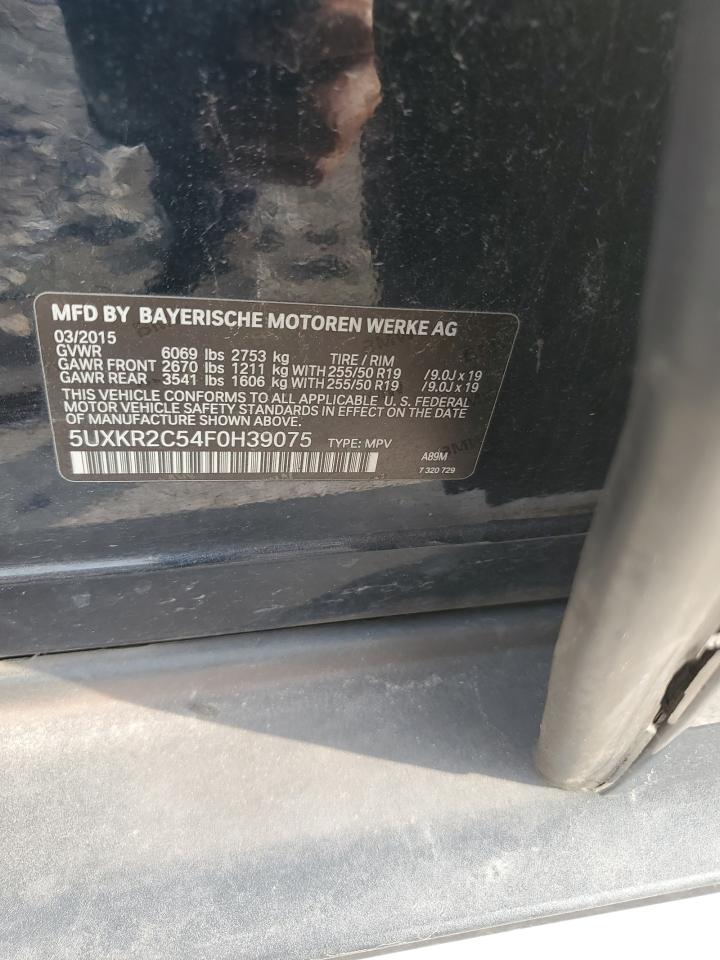 MFD BY BAYERISCHE MOTOREN WERKE AG
03/2015
GVWR 6069 lbs 2753 kg TIRE / RIM
GAWR FRONT 2670 lbs 1211 kg WITH 255/50 R19 /9.0J x 19
GAWR REAR 3541 lbs 1606 kg WITH 255/50 R19 /9.0J x 19
THIS VEHICLE CONFORMS TO ALL APPLICABLE U.S. FEDERAL
MOTOR VEHICLE SAFETY STANDARDS IN EFFECT ON THE DATE
OF MANUFACTURE SHOWN ABOVE.
5UXKR2C54F0H39075 TYPE: MPV
A89M
7 320 729